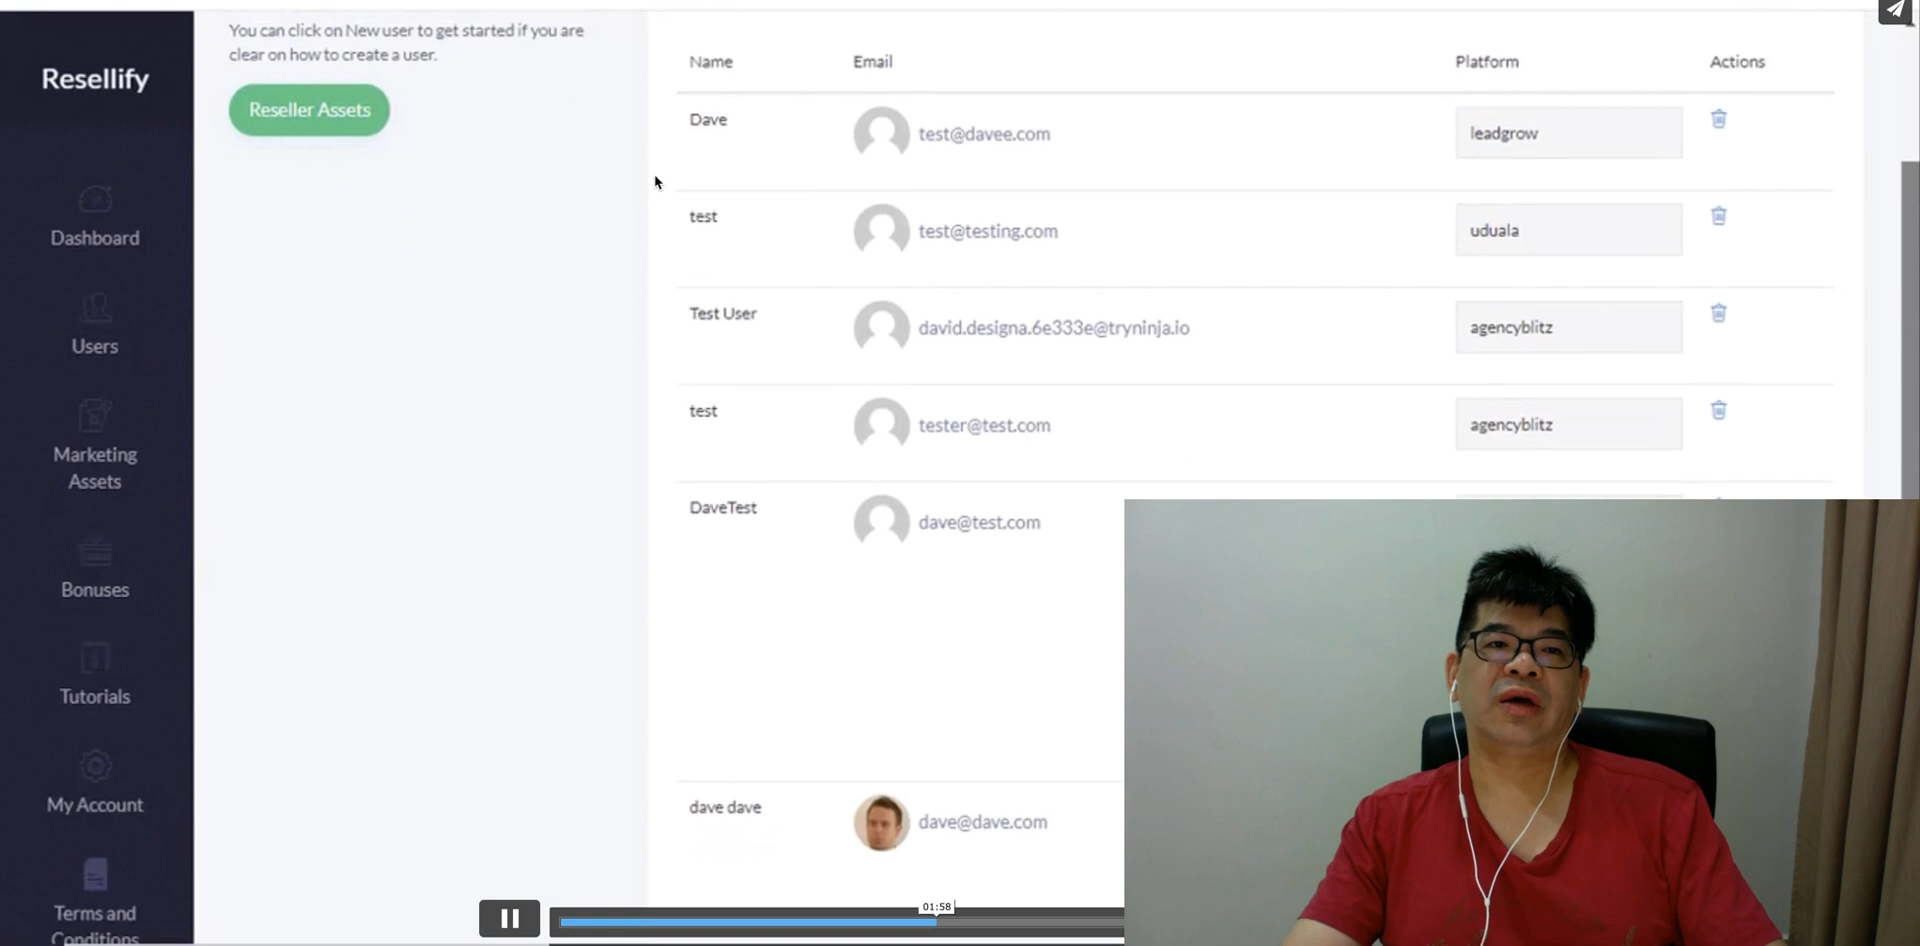 You can click on New user to get started if you are
clear on how to create a user.
Resellify
Reseller Assets
Dashboard
Users
Marketing
Assets
Bonuses
Tutorials
My Account
Terms and
Conditions
Name Email Platform Actions
Dave test@davee.com leadgrow
test test@testing.com uduala
Test User david.designa.6e333e@tryninja.io agencyblitz
test tester@test.com agencyblitz
DaveTest dave@test.com
dave dave dave@dave.com
01:58